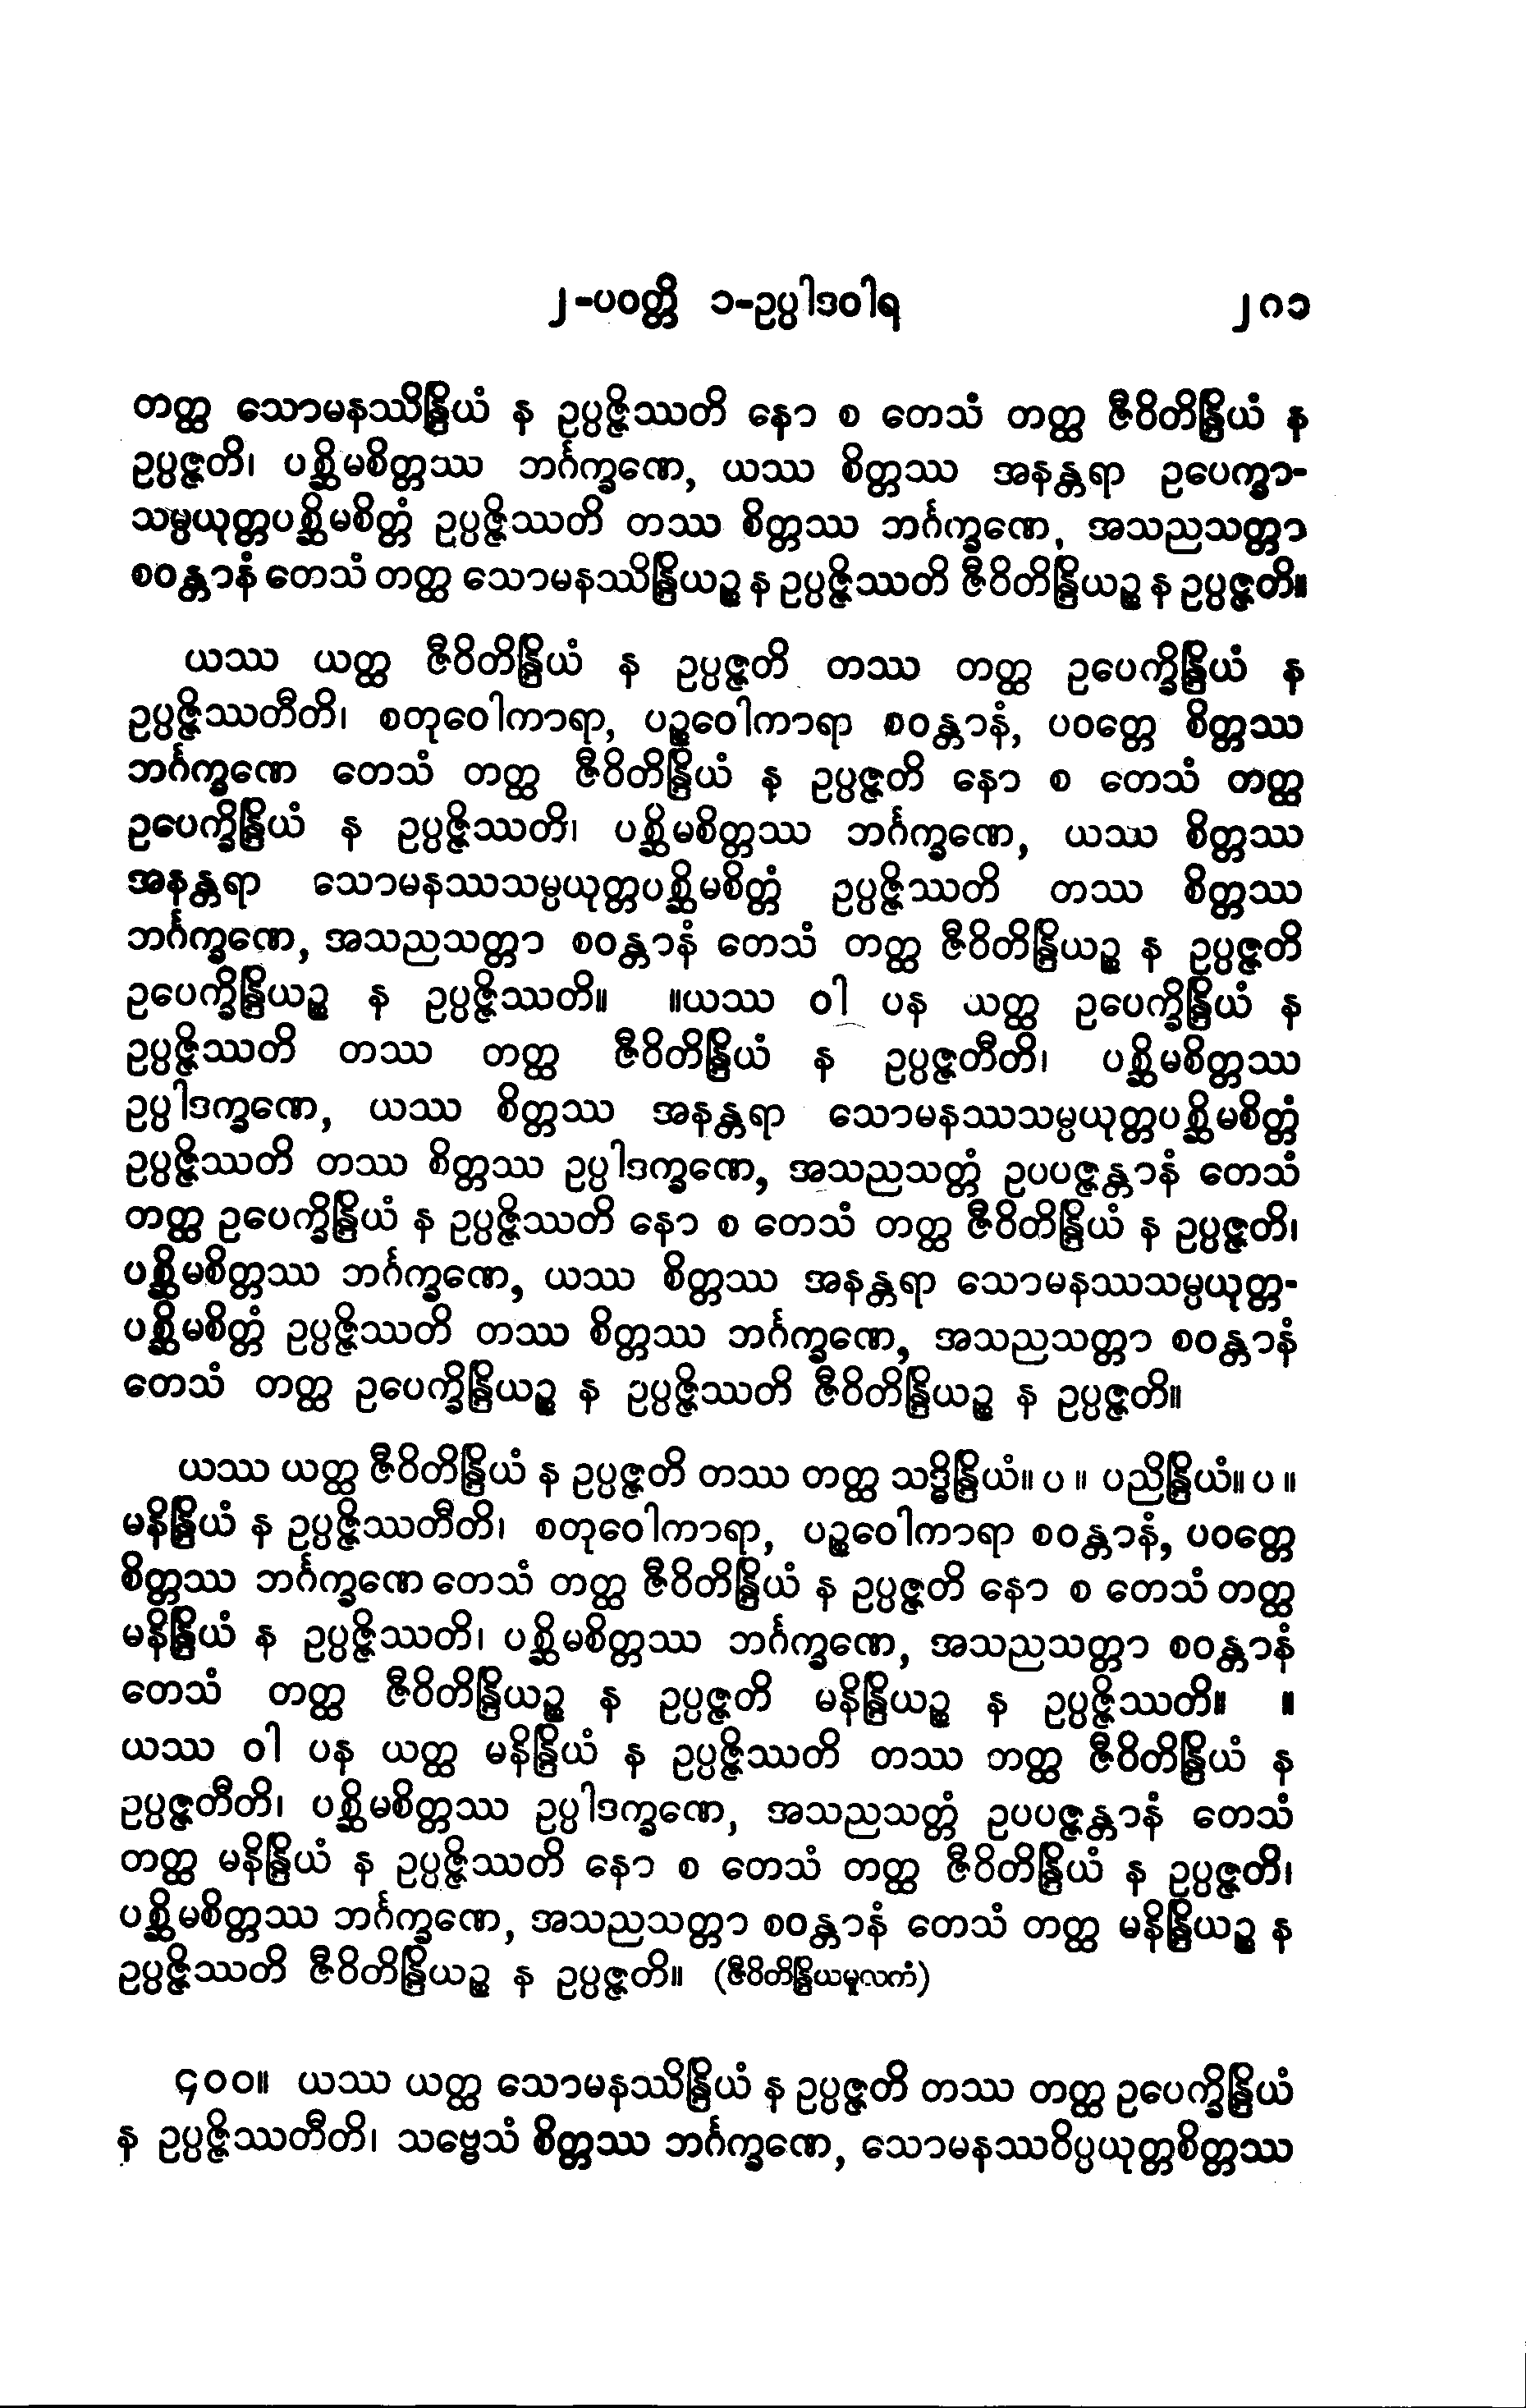 ၂-ပဝတ္တိ ၁-ဥပ္ပါဒဝါရ ၂၈၁
တတ္ထ သောမနဿိန္ဒြိယံ န ဥပ္ပဇ္ဇိဿတိ နော စ တေသံ တတ္ထ ဇီဝိတိန္ဒြိယံ န
ဥပ္ပဇ္ဇတိ၊ ပစ္ဆိမစိတ္တဿ ဘင်္ဂက္ခဏေ, ယဿ စိတ္တဿ အနန္တရာ ဥပေက္ခာ-
သမ္ပယုတ္တပစ္ဆိမစိတ္တံ ဥပ္ပဇ္ဇိဿတိ တဿ စိတ္တဿ ဘင်္ဂက္ခဏေ, အသညသတ္တာ
စဝန္တာနံ တေသံ တတ္ထ သောမနဿိန္ဒြိယဉ္စ န ဥပ္ပဇ္ဇိဿတိ ဇီဝိတိန္ဒြိယဉ္စ န ဥပ္ပဇ္ဇတိ။
ယဿ ယတ္ထ ဇီဝိတိန္ဒြိယံ န ဥပ္ပဇ္ဇတိ တဿ တတ္ထ ဥပေက္ခိန္ဒြိယံ န
ဥပ္ပဇ္ဇိဿတီတိ၊ စတုဝေါကာရာ, ပဉ္စဝေါကာရာ စဝန္တာနံ, ပဝတ္တေ စိတ္တဿ
ဘင်္ဂက္ခဏေ တေသံ တတ္ထ ဇီဝိတိန္ဒြိယံ န ဥပ္ပဇ္ဇတိ နော စ တေသံ တတ္ထ
ဥပေက္ခိန္ဒြိယံ န ဥပ္ပဇ္ဇိဿတိ၊ ပစ္ဆိမစိတ္တဿ ဘင်္ဂက္ခဏေ, ယဿ စိတ္တဿ
အနန္တရာ သောမနဿသမ္ပယုတ္တပစ္ဆိမစိတ္တံ ဥပ္ပဇ္ဇိဿတိ တဿ စိတ္တဿ
ဘင်္ဂက္ခဏေ, အသညသတ္တာ စဝန္တာနံ တေသံ တတ္ထ ဇီဝိတိန္ဒြိယဉ္စ န ဥပ္ပဇ္ဇတိ
ဥပေက္ခိန္ဒြိယဉ္စ န ဥပ္ပဇ္ဇိဿတိ။ ။ယဿ ဝါ ပန ယတ္ထ ဥပေက္ခိန္ဒြိယံ န
ဥပ္ပဇ္ဇိဿတိ တဿ တတ္ထ ဇီဝိတိန္ဒြိယံ န ဥပ္ပဇ္ဇတီတိ၊ ပစ္ဆိမစိတ္တဿ
ဥပ္ပါဒက္ခဏေ, ယဿ စိတ္တဿ အနန္တရာ သောမနဿသမ္ပယုတ္တပစ္ဆိမစိတ္တံ
ဥပ္ပဇ္ဇိဿတိ တဿ စိတ္တဿ ဥပ္ပါဒက္ခဏေ, အသညသတ္တံ ဥပပဇ္ဇန္တာနံ တေသံ
တတ္ထ ဥပေက္ခိန္ဒြိယံ န ဥပ္ပဇ္ဇိဿတိ နော စ တေသံ တတ္ထ ဇီဝိတိန္ဒြိယံ န ဥပ္ပဇ္ဇတိ၊
ပစ္ဆိမစိတ္တဿ ဘင်္ဂက္ခဏေ, ယဿ စိတ္တဿ အနန္တရာ သောမနဿသမ္ပယုတ္တ-
ပစ္ဆိမစိတ္တံ ဥပ္ပဇ္ဇိဿတိ တဿ စိတ္တဿ ဘင်္ဂက္ခဏေ, အသညသတ္တာ စဝန္တာနံ
တေသံ တတ္ထ ဥပေက္ခိန္ဒြိယဉ္စ န ဥပ္ပဇ္ဇိဿတိ ဇီဝိတိန္ဒြိယဉ္စ န ဥပ္ပဇ္ဇတိ။
ယဿ ယတ္ထ ဇီဝိတိန္ဒြိယံ န ဥပ္ပဇ္ဇတိ တဿ တတ္ထ သဒ္ဓိန္ဒြိယံ။ ပ ။ ပညိန္ဒြိယံ။ ပ ။
မနိန္ဒြိယံ န ဥပ္ပဇ္ဇိဿတီတိ၊ စတုဝေါကာရာ, ပဉ္စဝေါကာရာ စဝန္တာနံ, ပဝတ္တေ
စိတ္တဿ ဘင်္ဂက္ခဏေ တေသံ တတ္ထ ဇီဝိတိန္ဒြိယံ န ဥပ္ပဇ္ဇတိ နော စ တေသံ တတ္ထ
မနိန္ဒြိယံ န ဥပ္ပဇ္ဇိဿတိ၊ ပစ္ဆိမစိတ္တဿ ဘင်္ဂက္ခဏေ, အသညသတ္တာ စဝန္တာနံ
တေသံ တတ္ထ ဇီဝိတိန္ဒြိယဉ္စ န ဥပ္ပဇ္ဇတိ မနိန္ဒြိယဉ္စ န ဥပ္ပဇ္ဇိဿတိ။ ။
ယဿ ဝါ ပန ယတ္ထ မနိန္ဒြိယံ န ဥပ္ပဇ္ဇိဿတိ တဿ တတ္ထ ဇီဝိတိန္ဒြိယံ န
ဥပ္ပဇ္ဇတီတိ၊ ပစ္ဆိမစိတ္တဿ ဥပ္ပါဒက္ခဏေ, အသညသတ္တံ ဥပပဇ္ဇန္တာနံ တေသံ
တတ္ထ မနိန္ဒြိယံ န ဥပ္ပဇ္ဇိဿတိ နော စ တေသံ တတ္ထ ဇီဝိတိန္ဒြိယံ န ဥပ္ပဇ္ဇတိ၊
ပစ္ဆိမစိတ္တဿ ဘင်္ဂက္ခဏေ, အသညသတ္တာ စဝန္တာနံ တေသံ တတ္ထ မနိန္ဒြိယဉ္စ န
ဥပ္ပဇ္ဇိဿတိ ဇီဝိတိန္ဒြိယဉ္စ န ဥပ္ပဇ္ဇတိ။ (ဇီဝိတိန္ဒြိယမူလကံ)
၄၀၀။ ယဿ ယတ္ထ သောမနဿိန္ဒြိယံ န ဥပ္ပဇ္ဇတိ တဿ တတ္ထ ဥပေက္ခိန္ဒြိယံ
န ဥပ္ပဇ္ဇိဿတီတိ၊ သဗ္ဗေသံ စိတ္တဿ ဘင်္ဂက္ခဏေ, သောမနဿဝိပ္ပယုတ္တစိတ္တဿ